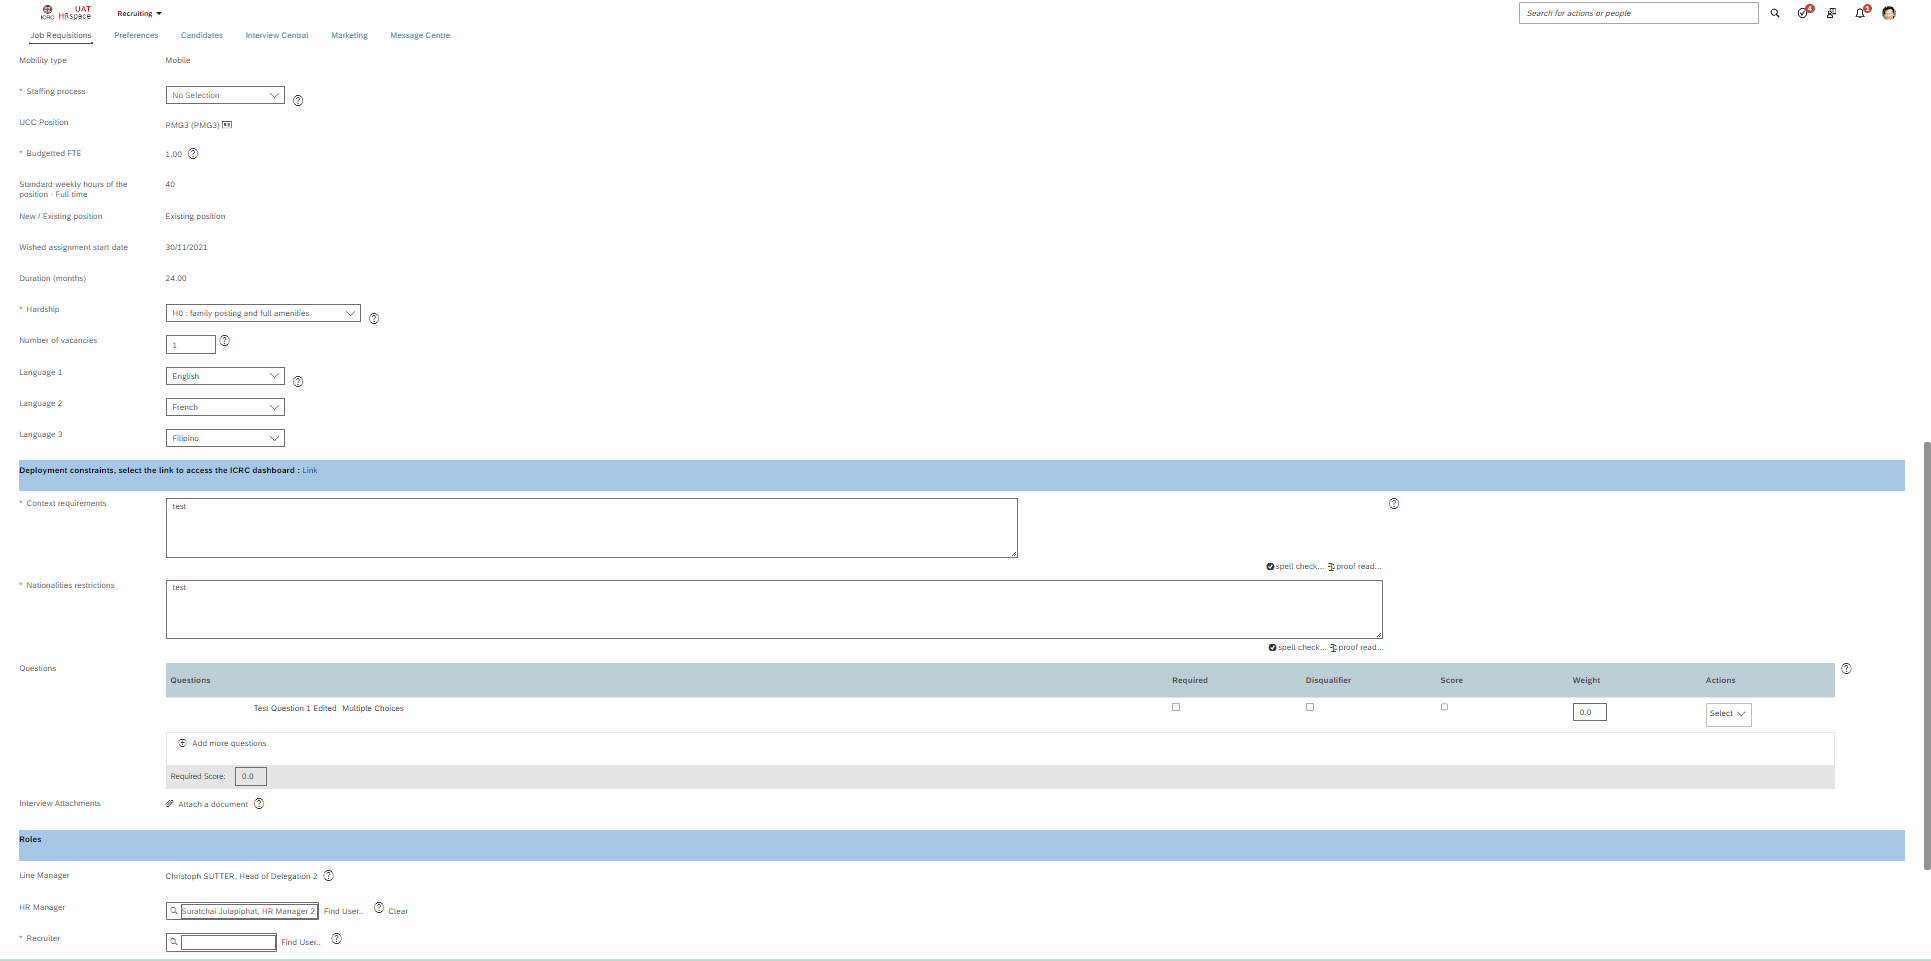 ICRC UAT HRspace Recruiting Search for actions or people 4 1
Job Requisitions Preferences Candidates Interview Central Marketing Message Centre
Mobility type Mobile
* Staffing process No Selection
UCC Position PMG3 (PMG3)
* Budgetted FTE 1.00
Standard weekly hours of the 40
position - Full time
New / Existing position Existing position
Wished assignment start date 30/11/2021
Duration (months) 24.00
* Hardship H0 : family posting and full amenities
Number of vacancies 1
Language 1 English
Language 2 French
Language 3 Filipino
Deployment constraints, select the link to access the ICRC dashboard : Link
* Context requirements test
spell check... proof read...
* Nationalities restrictions test
spell check... proof read...
Questions
Questions Required Disqualifier Score Weight Actions
Test Question 1 Edited Multiple Choices 0.0 Select
Add more questions
Required Score: 0.0
Interview Attachments Attach a document
Roles
Line Manager Christoph SUTTER, Head of Delegation 2
HR Manager Suratchai Julapiphat, HR Manager 2 Find User.. Clear
* Recruiter Find User..